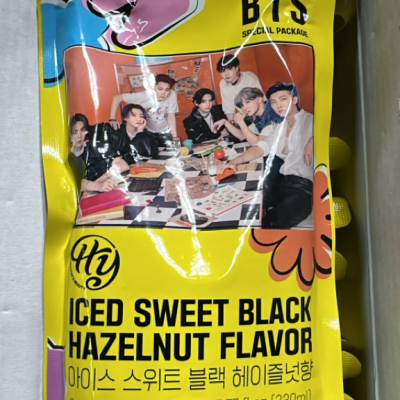 BTS
SPECIAL PACKAGE
Hy
ICED SWEET BLACK
HAZELNUT FLAVOR
아이스 스위트 블랙 헤이즐넛향
(230ml)